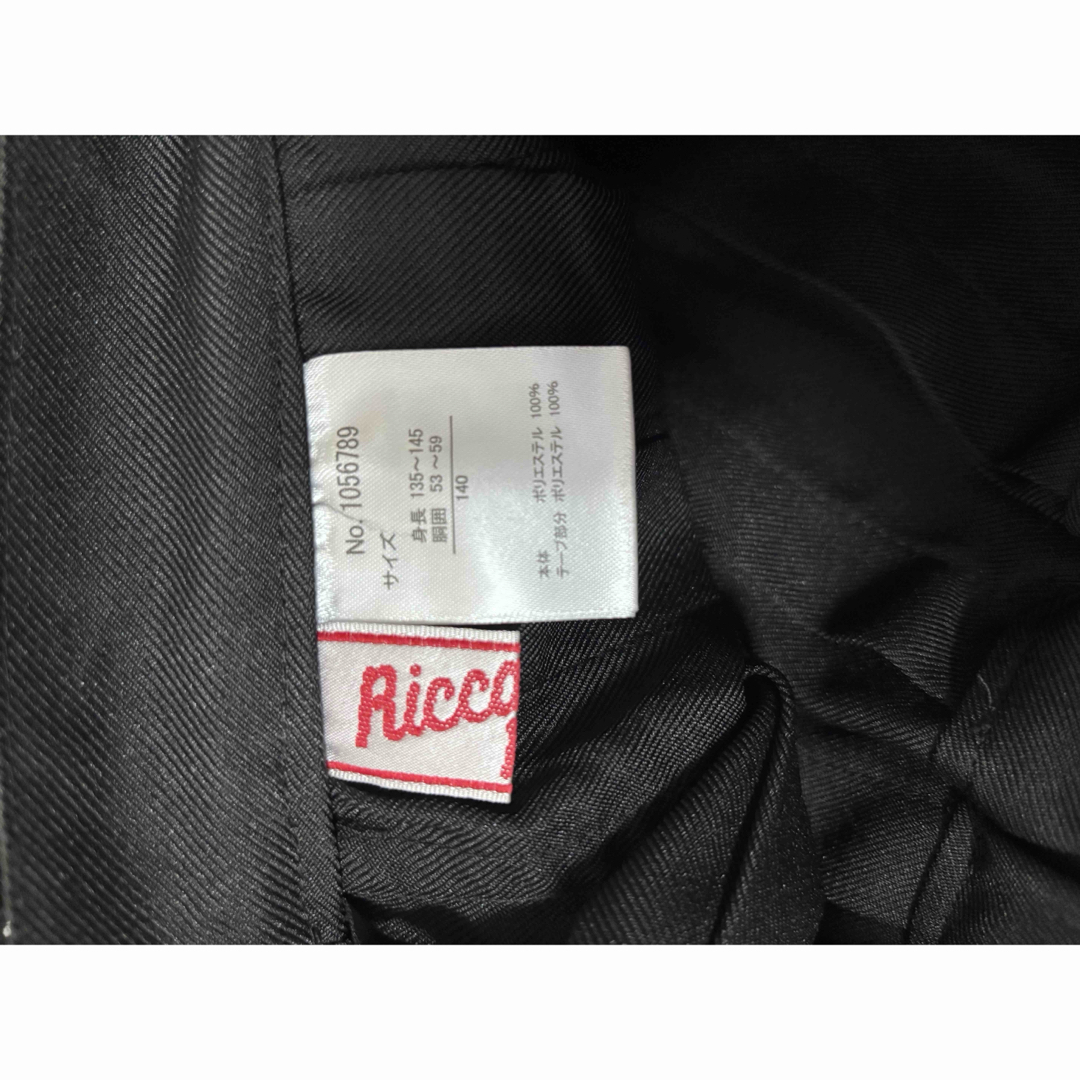 No. 1056789
サイズ
身長 135〜145
胴囲 53〜59
140
本体 ポリエステル 100%
テープ部分 ポリエステル 100%
Ricco